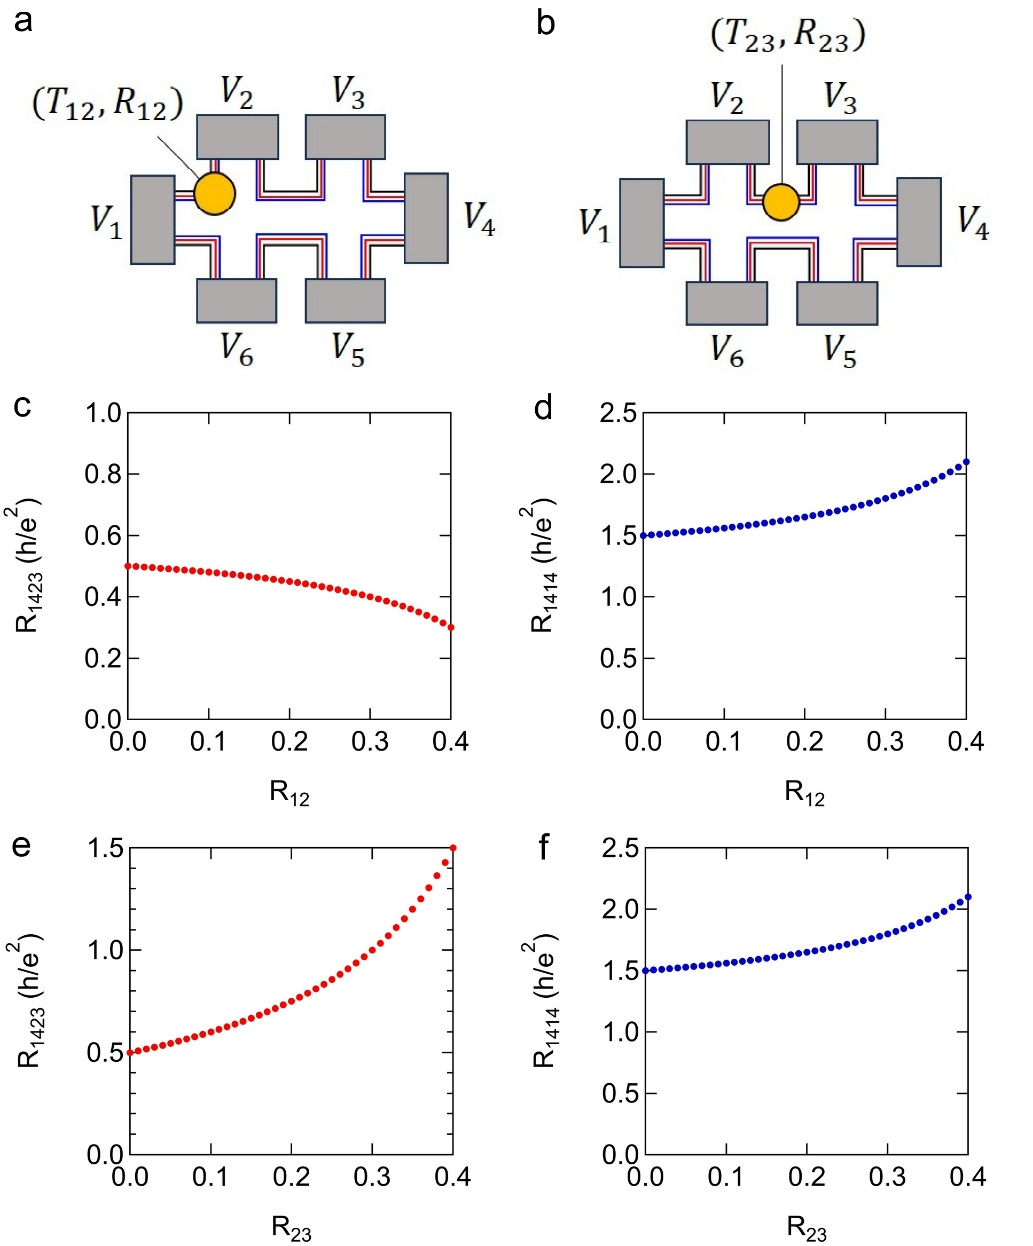 a
b
(T₁₂, R₁₂)
V₂
V₃
V₁
V₄
V₆
V₅
(T₂₃, R₂₃)
V₂
V₃
V₁
V₄
V₆
V₅
c
R₁₄₂₃ (h/e²)
1.0
0.8
0.6
0.4
0.2
0.0
0.0 0.1 0.2 0.3 0.4
R₁₂
d
R₁₄₁₄ (h/e²)
2.5
2.0
1.5
1.0
0.5
0.0
0.0 0.1 0.2 0.3 0.4
R₁₂
e
R₁₄₂₃ (h/e²)
1.5
1.0
0.5
0.0
0.0 0.1 0.2 0.3 0.4
R₂₃
f
R₁₄₁₄ (h/e²)
2.5
2.0
1.5
1.0
0.5
0.0
0.0 0.1 0.2 0.3 0.4
R₂₃